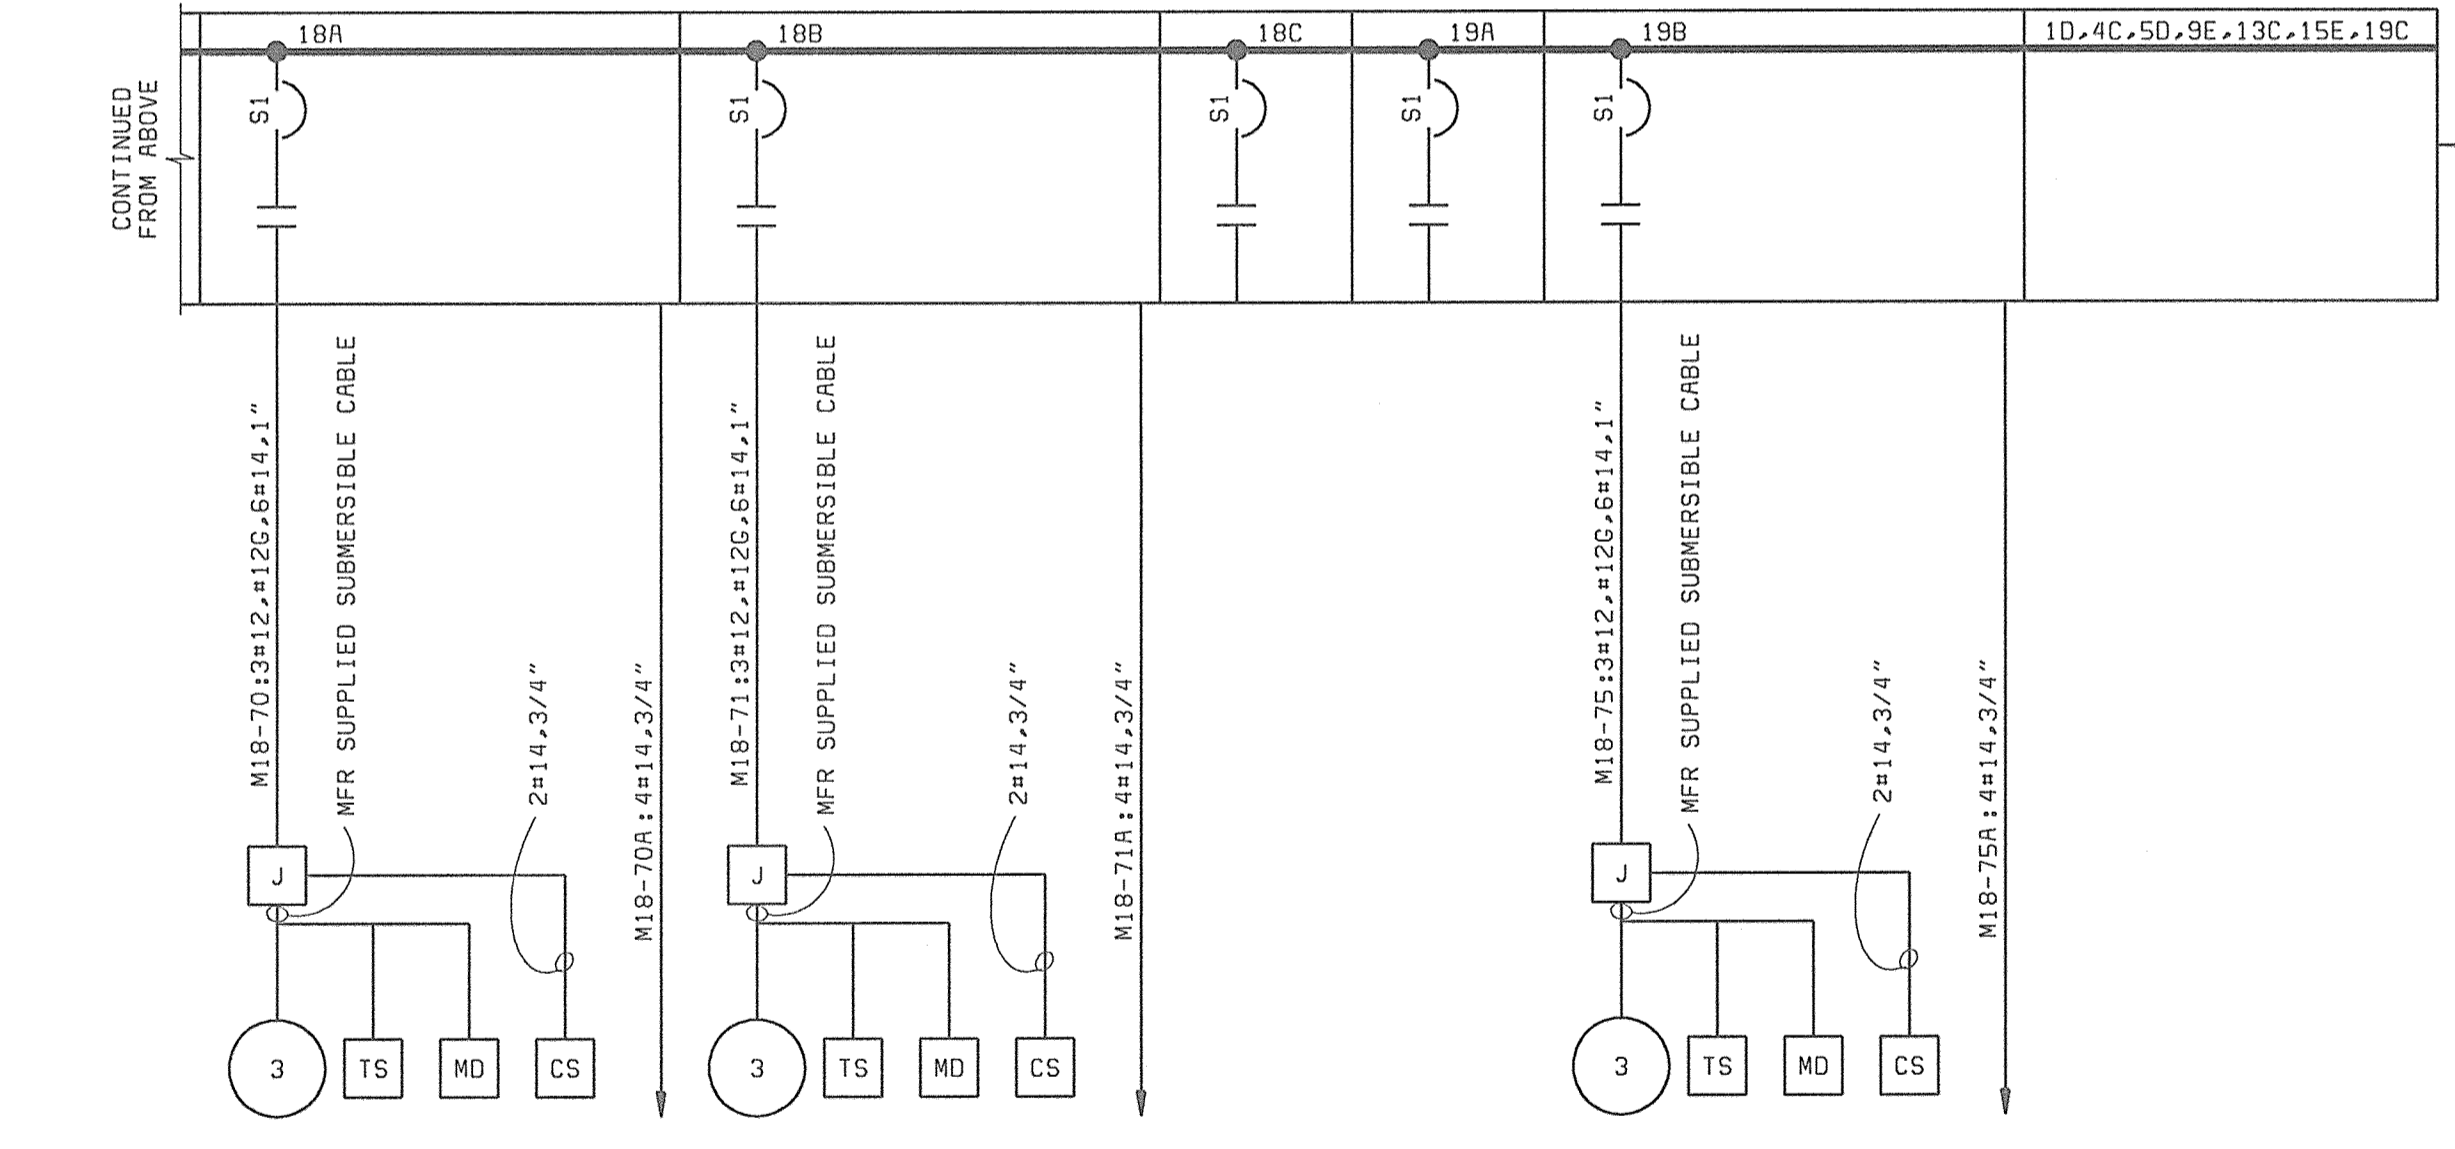 18A
18B
18C
19A
19B
1D,4C,5D,9E,13C,15E,19C
CONTINUED
FROM ABOVE
S1
S1
S1
S1
S1
M18-70:3#12,#12G,6#14,1"
MFR SUPPLIED SUBMERSIBLE CABLE
2#14,3/4"
M18-70A:4#14,3/4"
M18-71:3#12,#12G,6#14,1"
MFR SUPPLIED SUBMERSIBLE CABLE
2#14,3/4"
M18-71A:4#14,3/4"
M18-75:3#12,#12G,6#14,1"
MFR SUPPLIED SUBMERSIBLE CABLE
2#14,3/4"
M18-75A:4#14,3/4"
J
J
J
3
TS
MD
CS
3
TS
MD
CS
3
TS
MD
CS